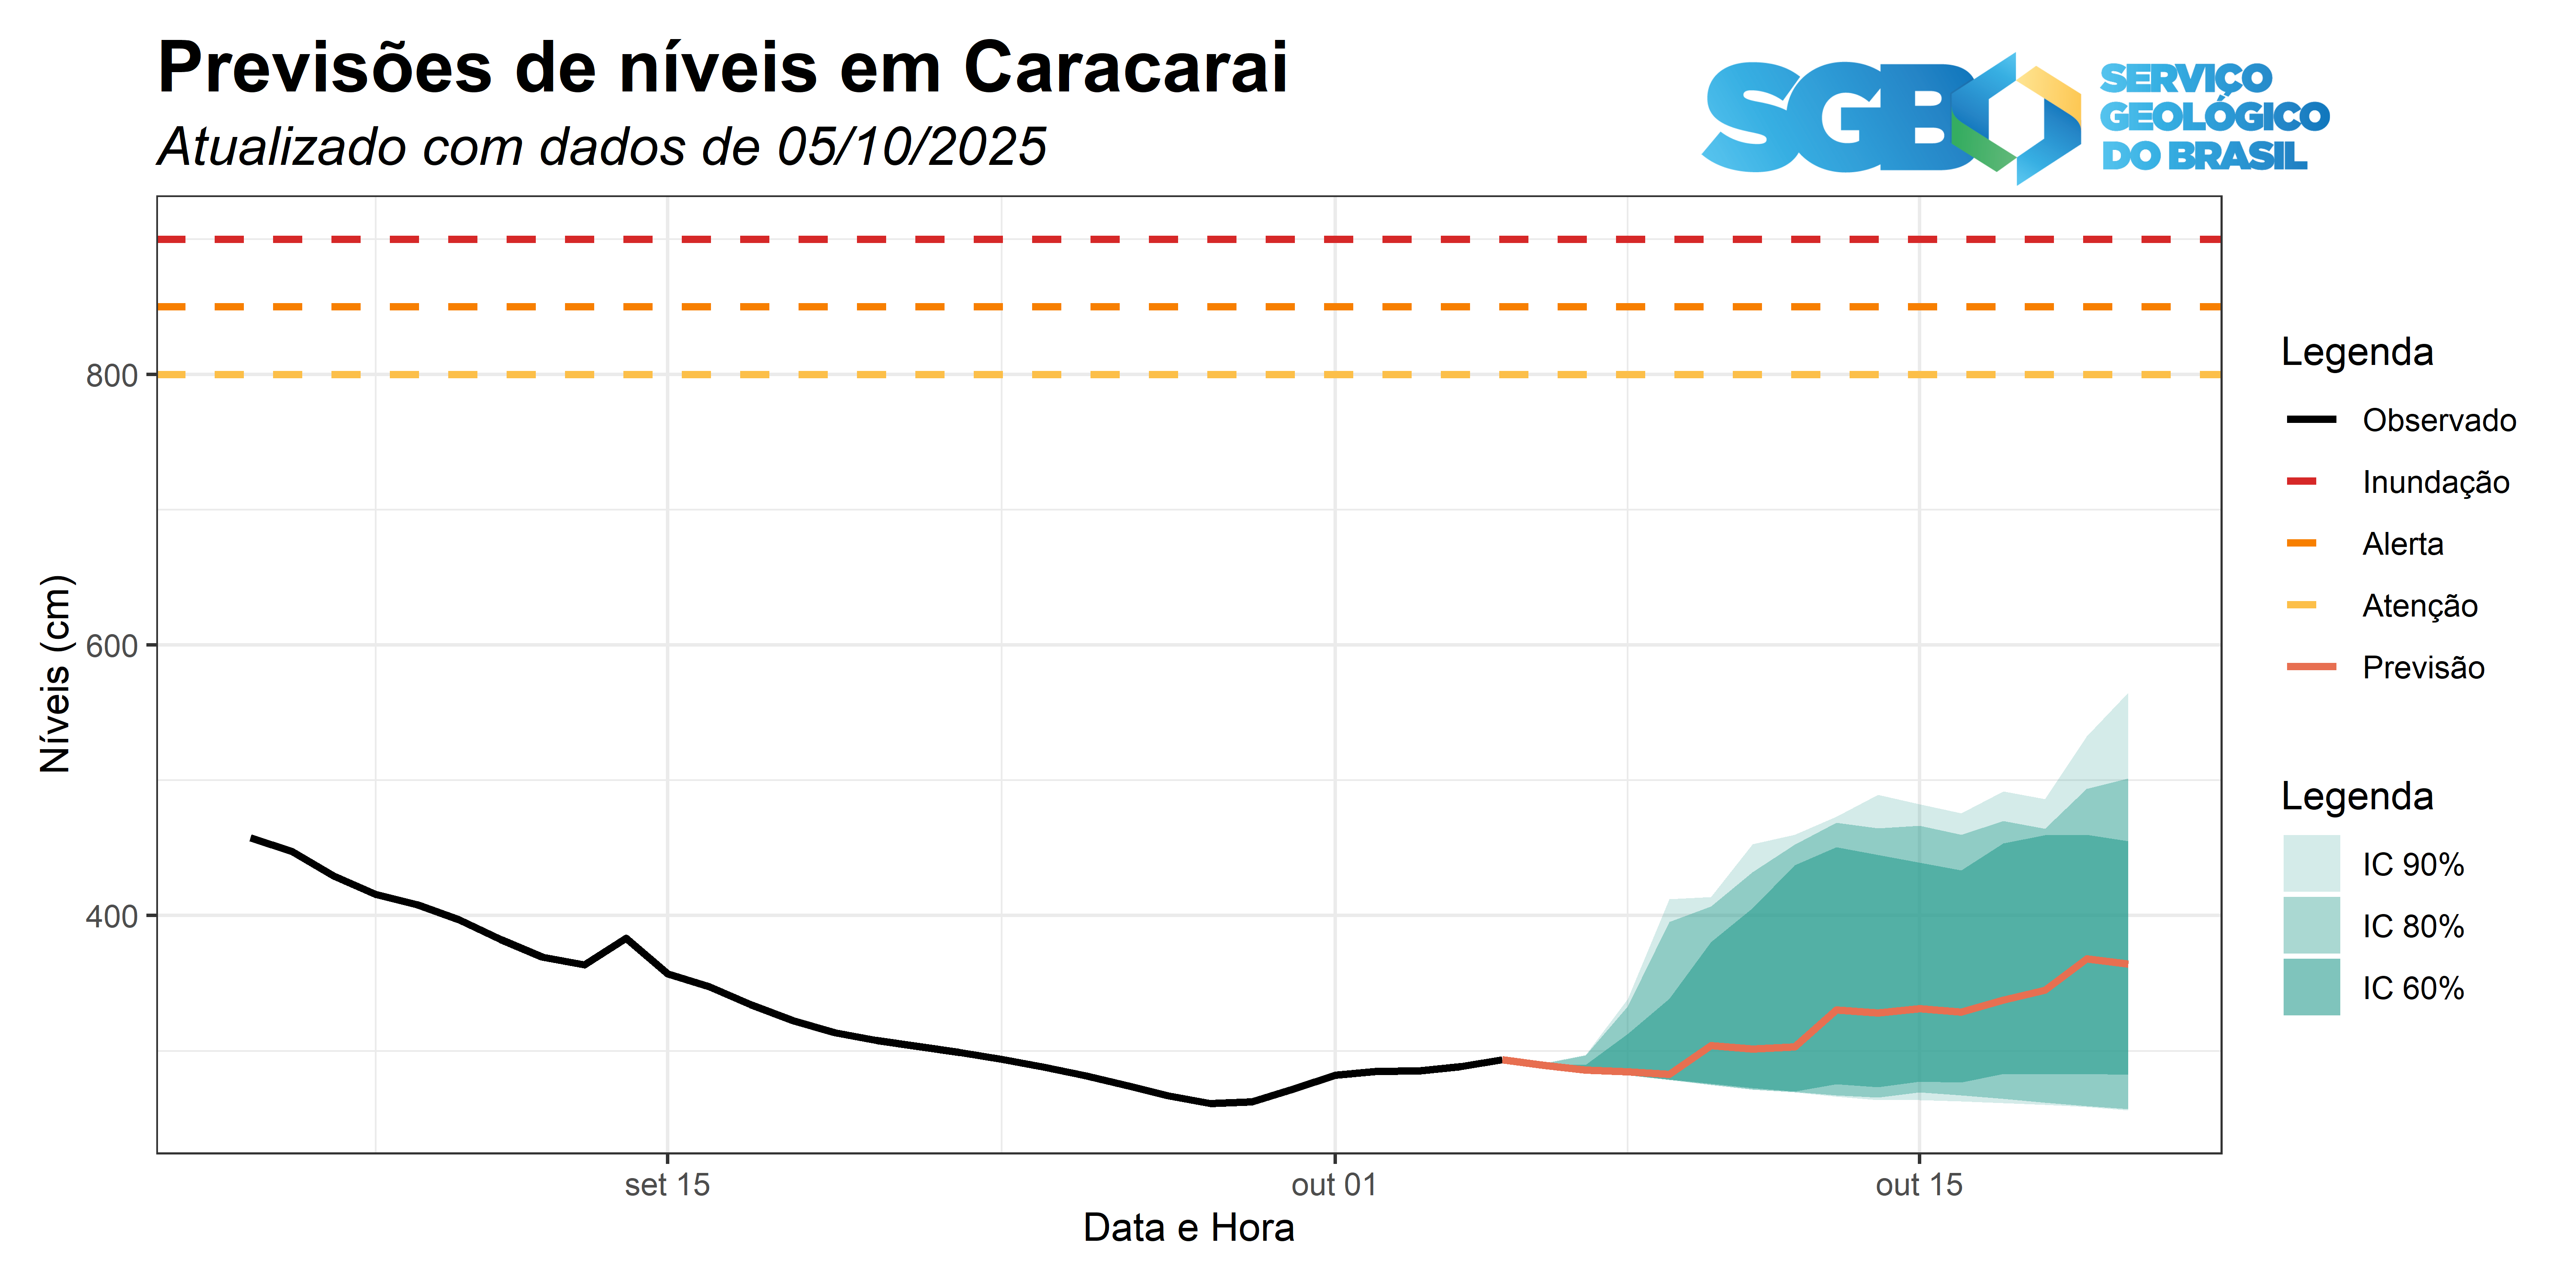 Previsões de níveis em Caracarai
Atualizado com dados de 05/10/2025
SGB
SERVIÇO
GEOLÓGICO
DO BRASIL
Níveis (cm)
800
600
400
set 15
out 01
out 15
Data e Hora
Legenda
Observado
Inundação
Alerta
Atenção
Previsão
Legenda
IC 90%
IC 80%
IC 60%